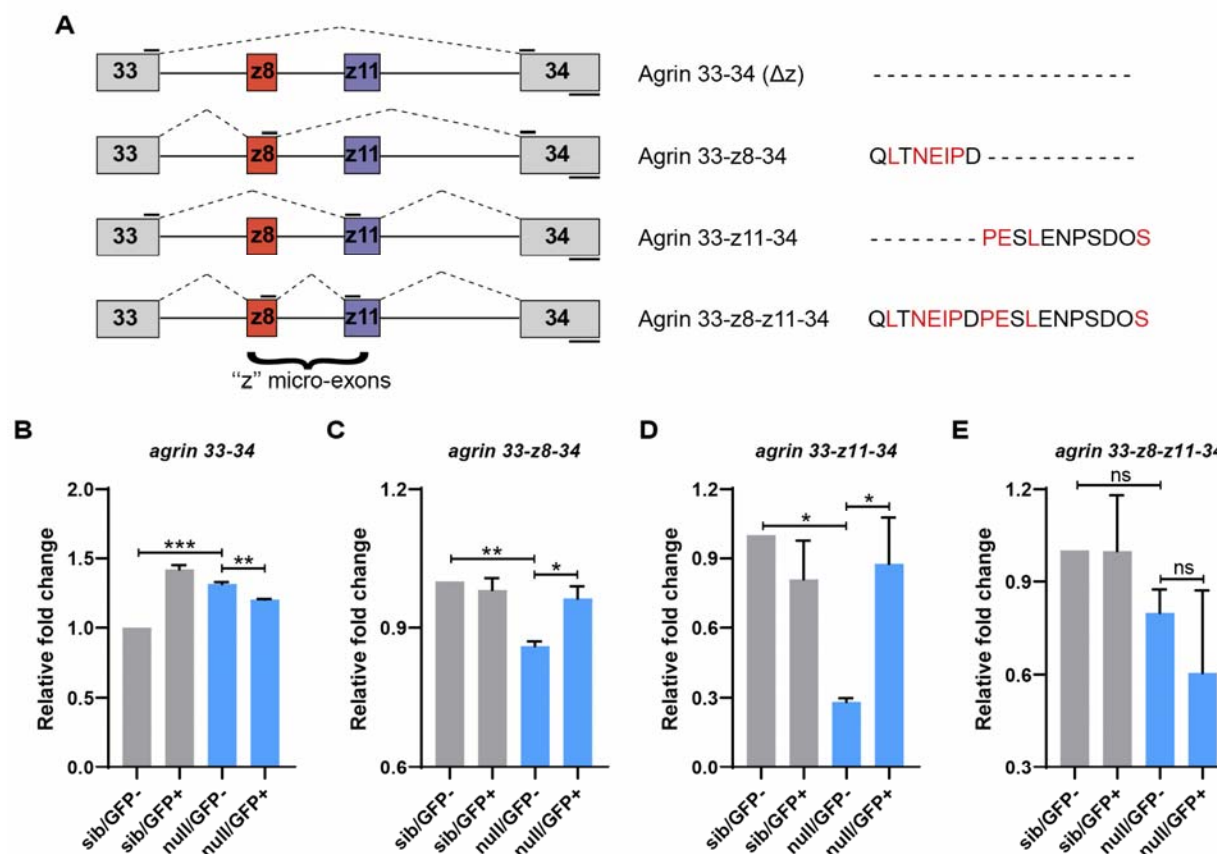 A
33 z8 z11 34 Agrin 33-34 (Δz) --------------------------
33 z8 z11 34 Agrin 33-z8-34 QLTNEIPD---------------
33 z8 z11 34 Agrin 33-z11-34 -----------PESLENPSDOS
33 z8 z11 34 Agrin 33-z8-z11-34 QLTNEIPDPESLENPSDOS
“z” micro-exons
B
agrin 33-34
Relative fold change
2.0
1.5
1.0
0.5
0.0
***
**
sib/GFP-
sib/GFP+
null/GFP-
null/GFP+
C
agrin 33-z8-34
Relative fold change
1.2
0.9
0.6
**
*
sib/GFP-
sib/GFP+
null/GFP-
null/GFP+
D
agrin 33-z11-34
Relative fold change
1.2
0.9
0.6
0.3
0.0
*
*
sib/GFP-
sib/GFP+
null/GFP-
null/GFP+
E
agrin 33-z8-z11-34
Relative fold change
1.2
0.9
0.6
0.3
ns
ns
sib/GFP-
sib/GFP+
null/GFP-
null/GFP+